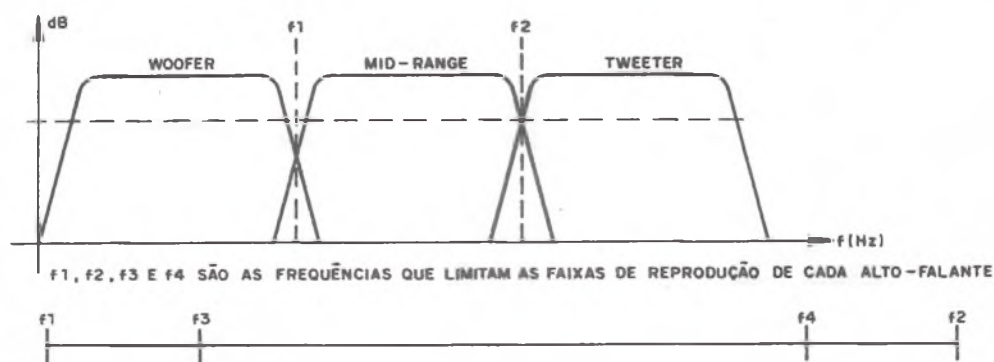 dB
f1
f2
WOOFER
MID-RANGE
TWEETER
f(Hz)
f1, f2, f3 E f4 SÃO AS FREQUÊNCIAS QUE LIMITAM AS FAIXAS DE REPRODUÇÃO DE CADA ALTO-FALANTE
f1
f3
f4
f2